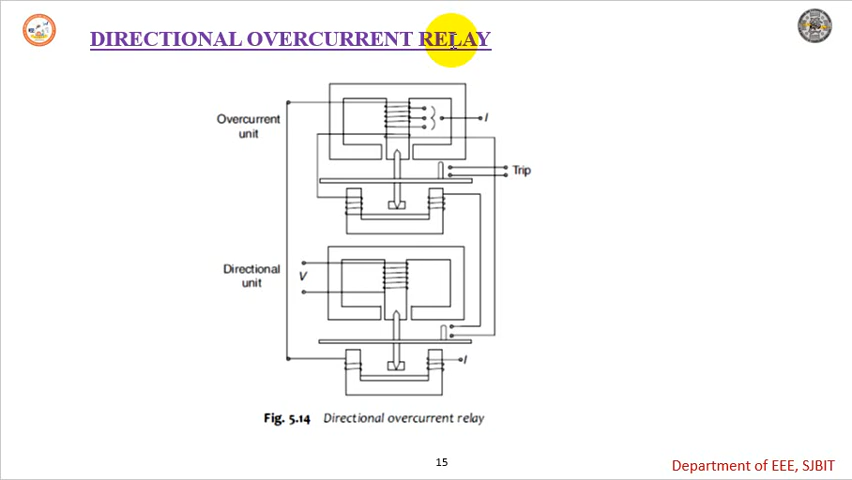 DIRECTIONAL OVERCURRENT RELAY
Overcurrent
unit
I
Trip
Directional
unit
V
I
Fig. 5.14 Directional overcurrent relay
15
Department of EEE, SJBIT